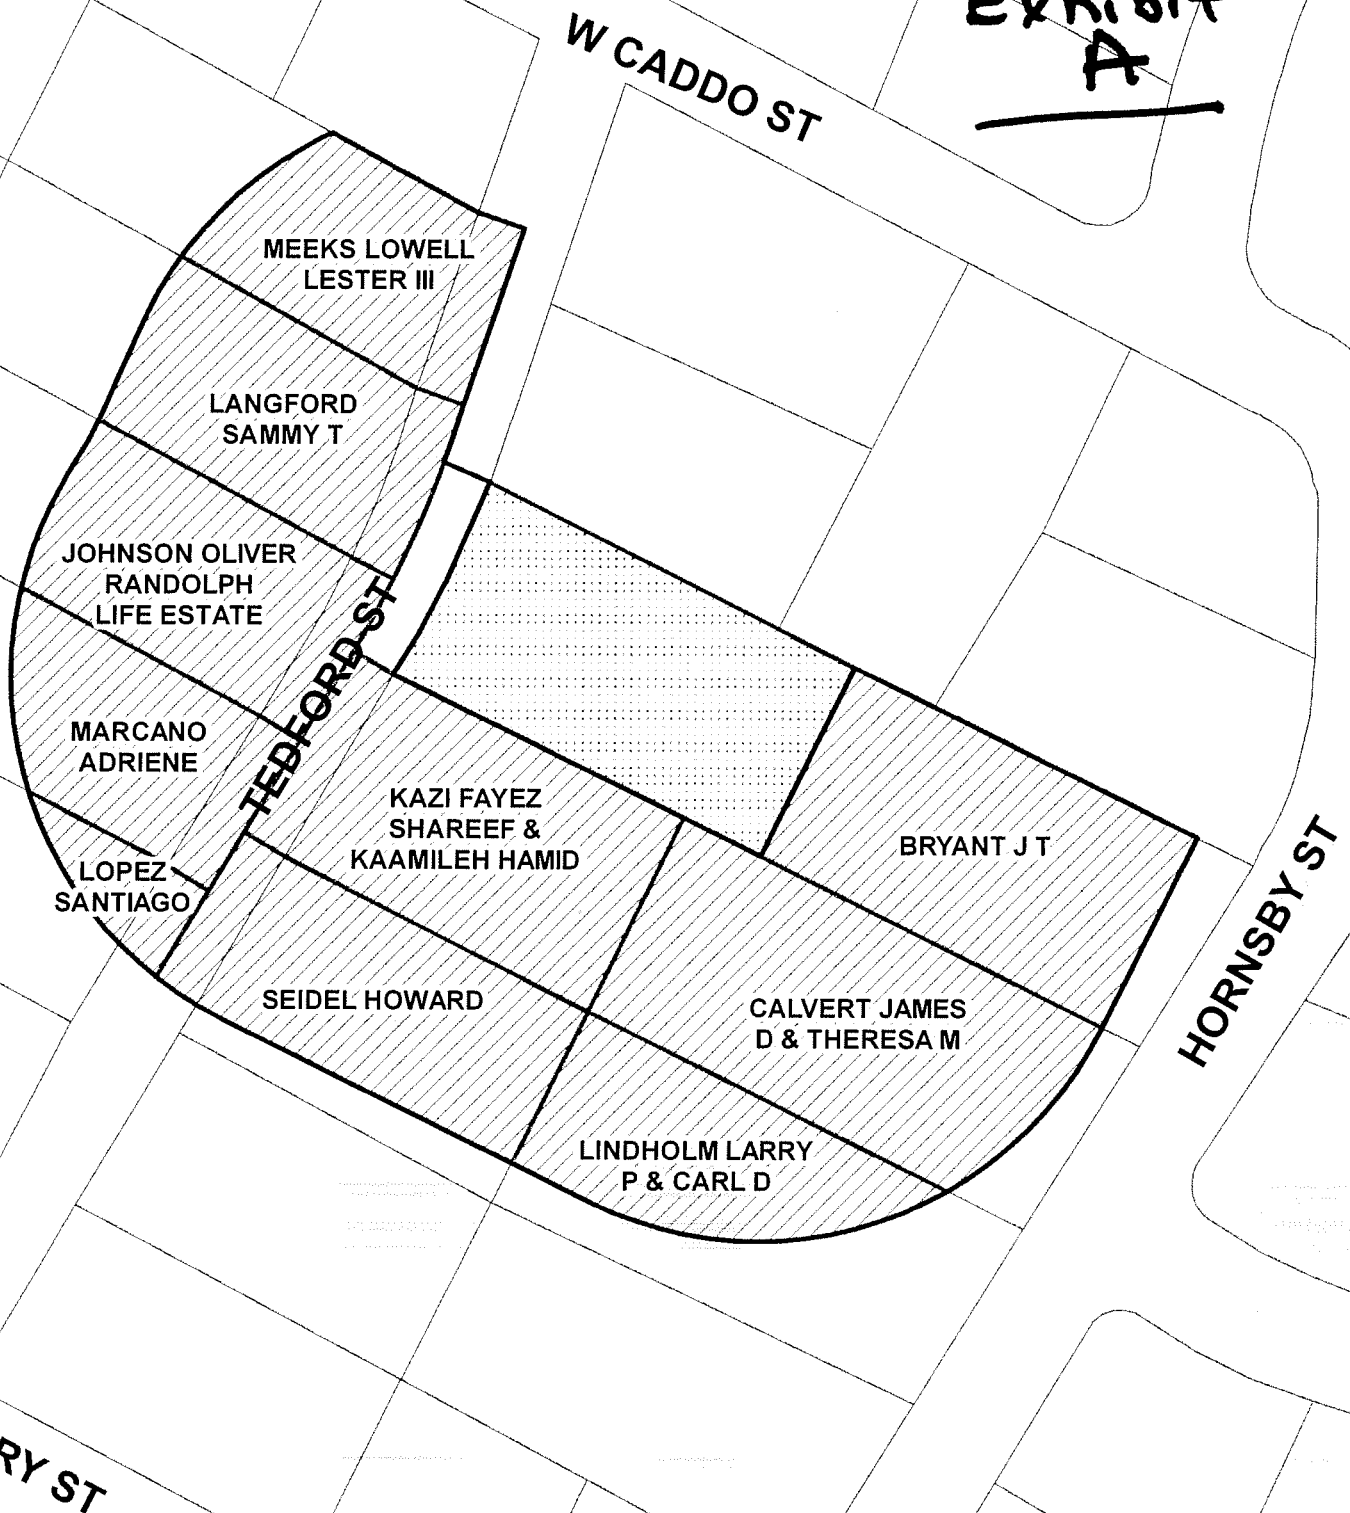 Exhibit
A
W CADDO ST
MEEKS LOWELL
LESTER III
LANGFORD
SAMMY T
JOHNSON OLIVER
RANDOLPH
LIFE ESTATE
TEDFORD ST
MARCANO
ADRIENE
KAZI FAYEZ
SHAREEF &
KAAMILEH HAMID
BRYANT J T
LOPEZ
SANTIAGO
HORNSBY ST
SEIDEL HOWARD
CALVERT JAMES
D & THERESA M
LINDHOLM LARRY
P & CARL D
RY ST